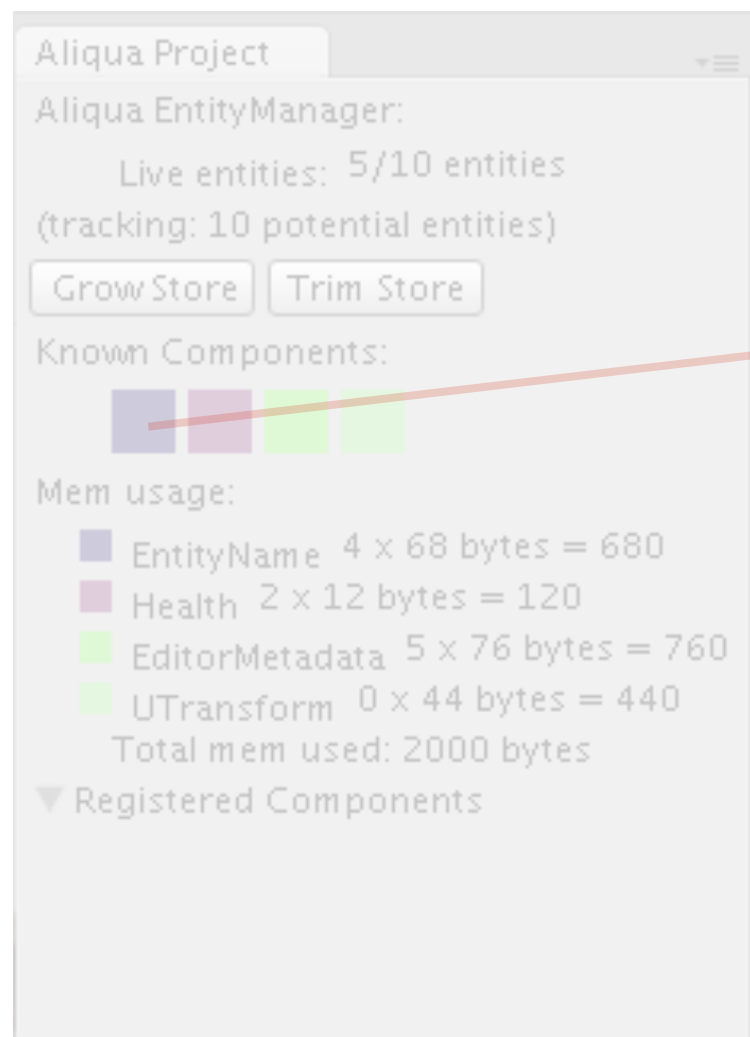 Aliqua Project
Aliqua EntityManager:
Live entities: 5/10 entities
(tracking: 10 potential entities)
Grow Store Trim Store
Known Components:
Mem usage:
EntityName 4 x 68 bytes = 680
Health 2 x 12 bytes = 120
EditorMetadata 5 x 76 bytes = 760
UTransform 0 x 44 bytes = 440
Total mem used: 2000 bytes
Registered Components